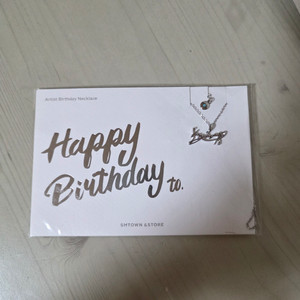 Artist Birthday Necklace
Happy
Birthday to.
SMTOWN &STORE